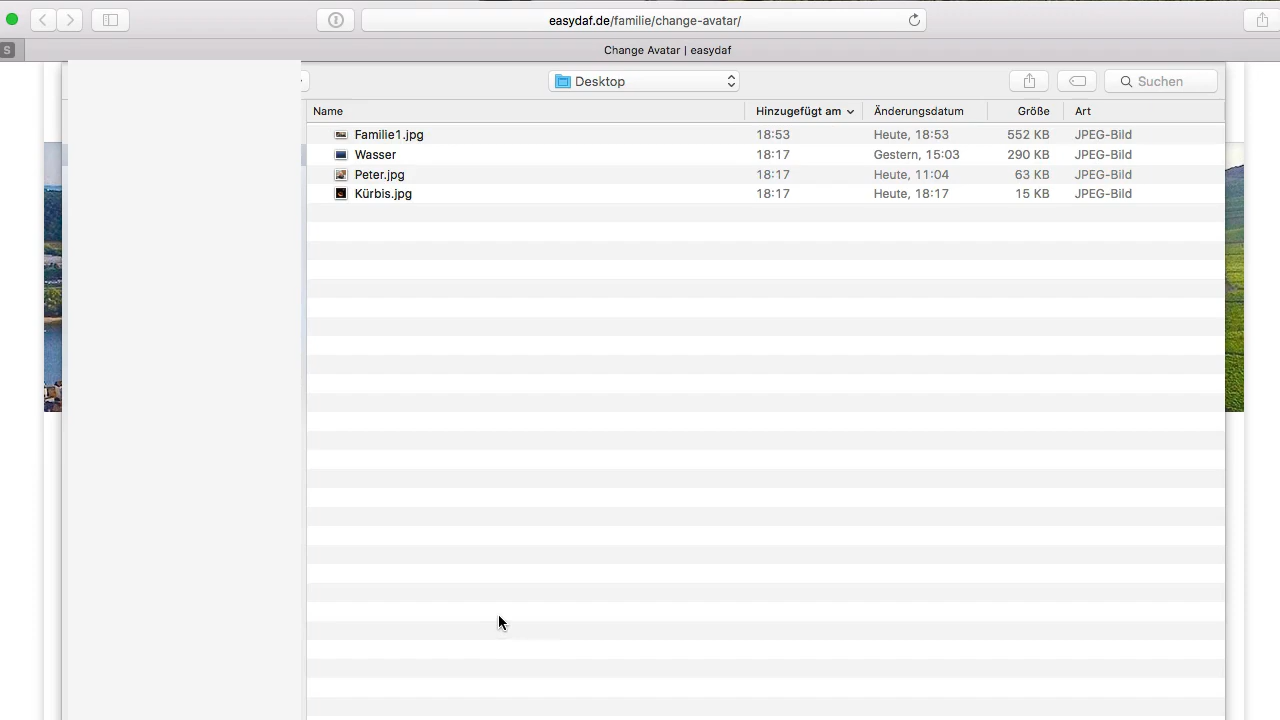 easydaf.de/familie/change-avatar/
S
Change Avatar | easydaf
Desktop
Suchen
Name Hinzugefügt am Änderungsdatum Größe Art
Familie1.jpg 18:53 Heute, 18:53 552 KB JPEG-Bild
Wasser 18:17 Gestern, 15:03 290 KB JPEG-Bild
Peter.jpg 18:17 Heute, 11:04 63 KB JPEG-Bild
Kürbis.jpg 18:17 Heute, 18:17 15 KB JPEG-Bild